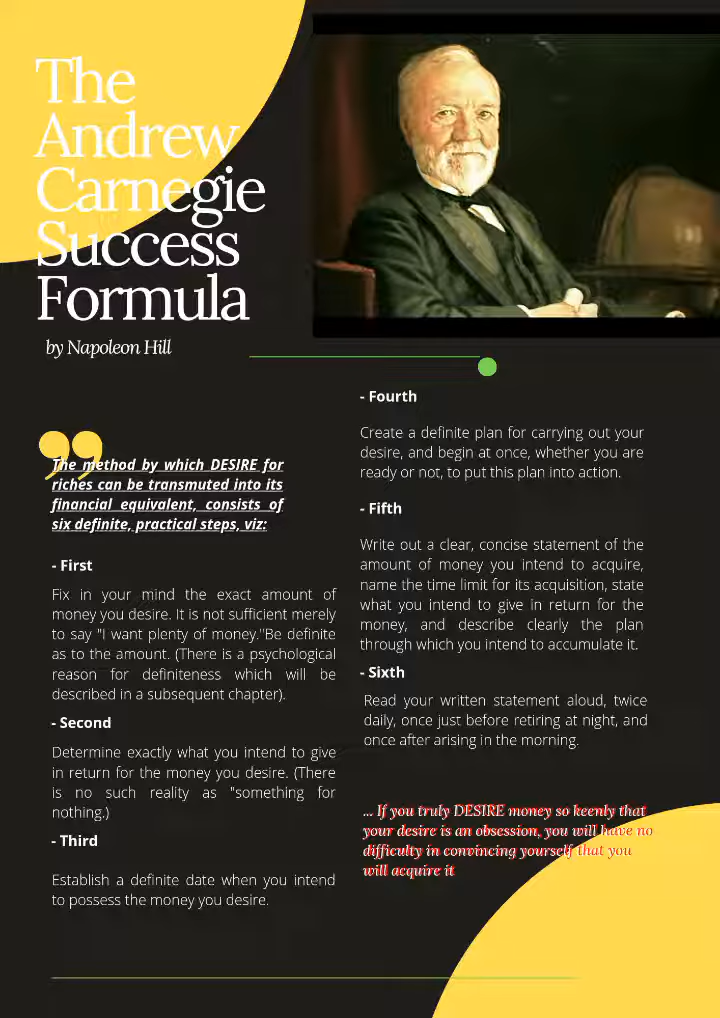 The
Andrew
Carnegie
Success
Formula
by Napoleon Hill
The method by which DESIRE for
riches can be transmuted into its
financial equivalent, consists of
six definite, practical steps, viz:
- First
Fix in your mind the exact amount of
money you desire. It is not sufficient merely
to say "I want plenty of money."Be definite
as to the amount. (There is a psychological
reason for definiteness which will be
described in a subsequent chapter).
- Second
Determine exactly what you intend to give
in return for the money you desire. (There
is no such reality as "something for
nothing.)
- Third
Establish a definite date when you intend
to possess the money you desire.
- Fourth
Create a definite plan for carrying out your
desire, and begin at once, whether you are
ready or not, to put this plan into action.
- Fifth
Write out a clear, concise statement of the
amount of money you intend to acquire,
name the time limit for its acquisition, state
what you intend to give in return for the
money, and describe clearly the plan
through which you intend to accumulate it.
- Sixth
Read your written statement aloud, twice
daily, once just before retiring at night, and
once after arising in the morning.
... If you truly DESIRE money so keenly that
your desire is an obsession, you will have no
difficulty in convincing yourself that you
will acquire it